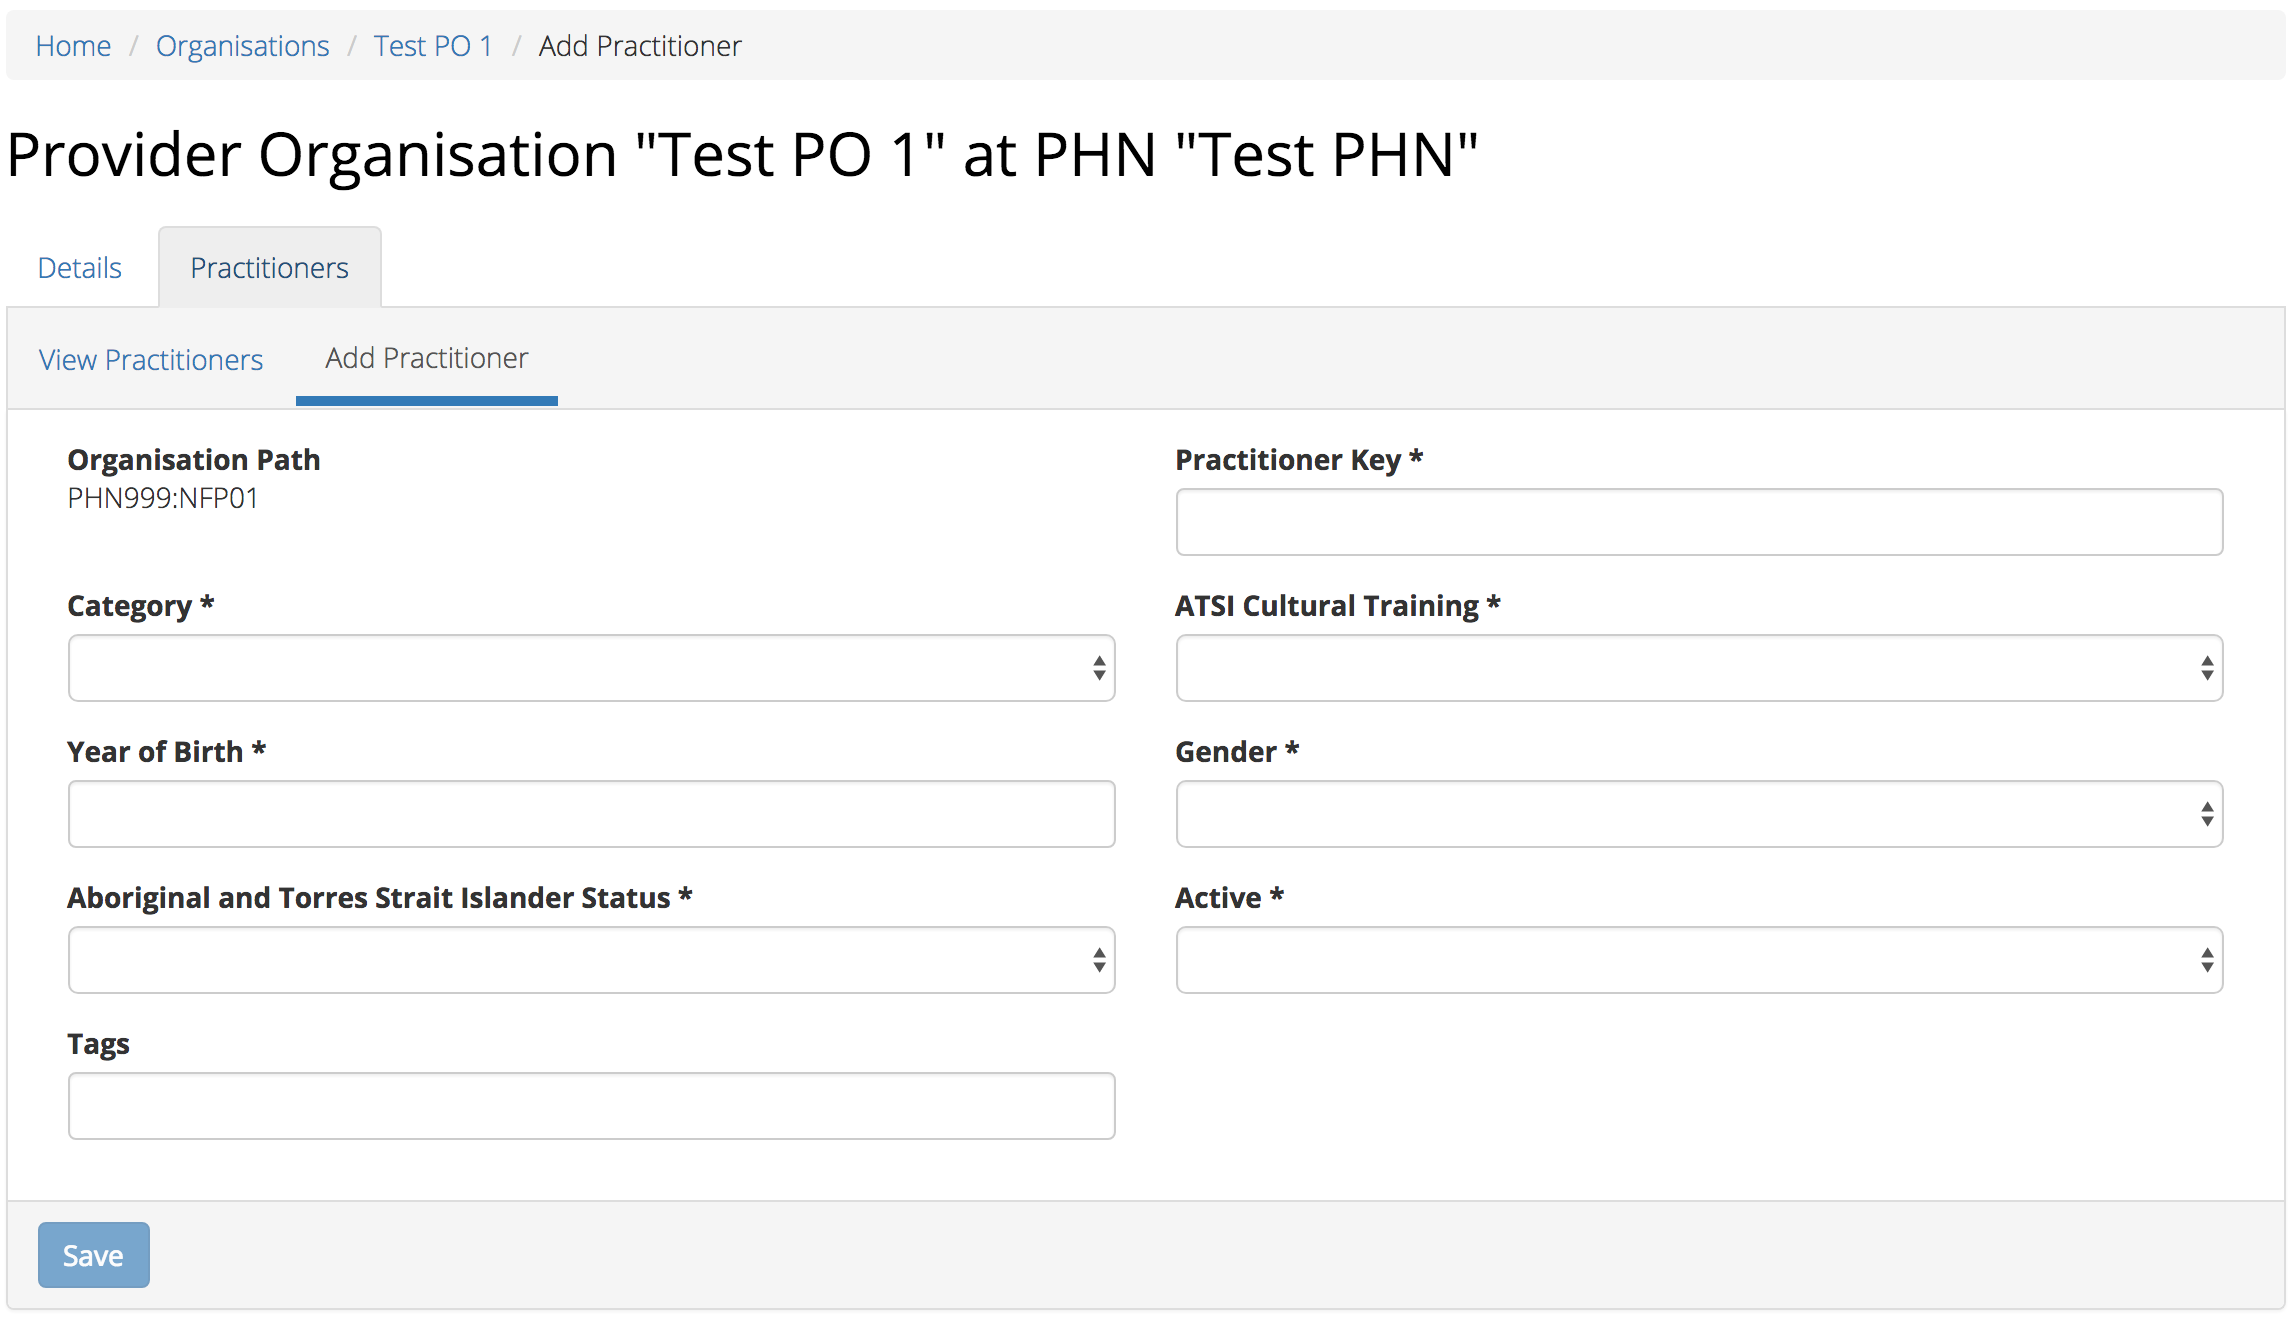 Home / Organisations / Test PO 1 / Add Practitioner
Provider Organisation "Test PO 1" at PHN "Test PHN"
Details Practitioners
View Practitioners Add Practitioner
Organisation Path
PHN999:NFP01
Practitioner Key *
Category *
ATSI Cultural Training *
Year of Birth *
Gender *
Aboriginal and Torres Strait Islander Status *
Active *
Tags
Save